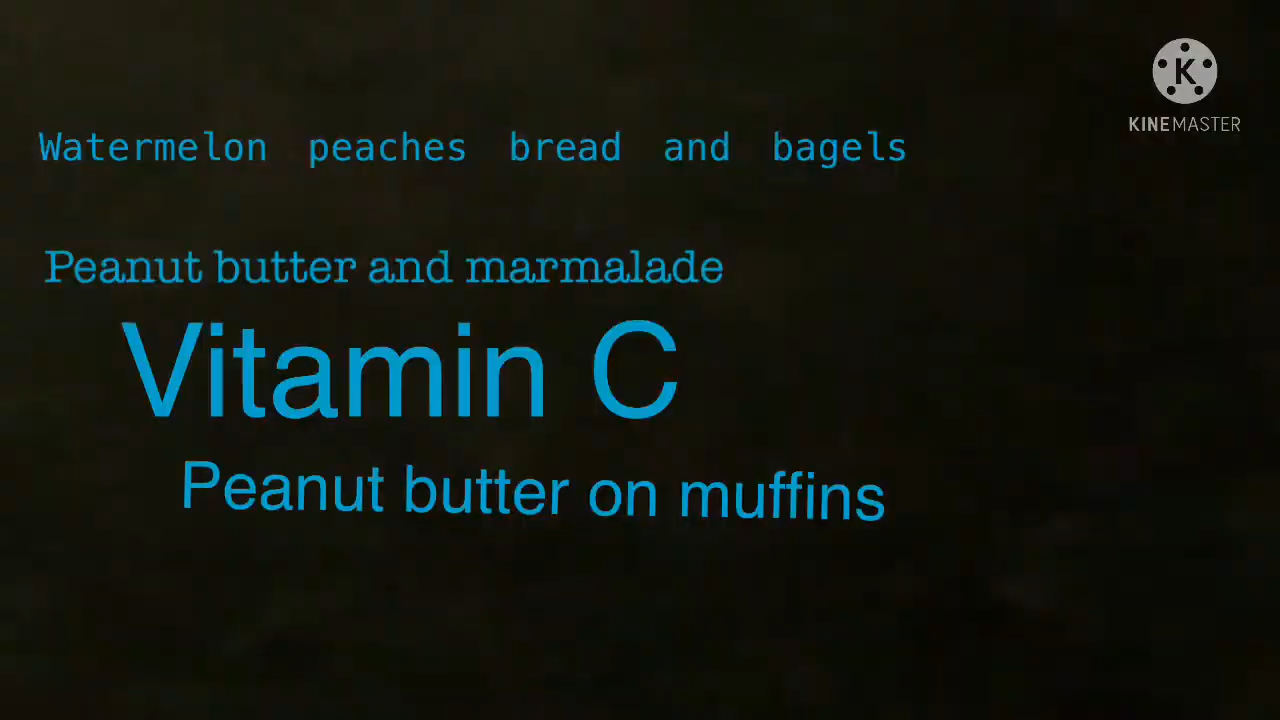 K
KINEMASTER
Watermelon peaches bread and bagels
Peanut butter and marmalade
Vitamin C
Peanut butter on muffins